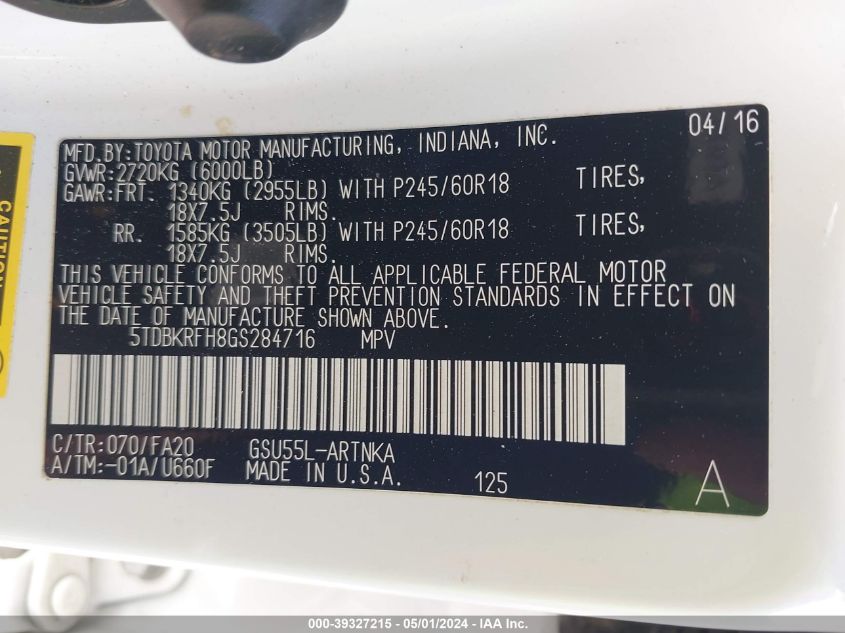 04/16
MFD.BY:TOYOTA MOTOR MANUFACTURING, INDIANA, INC.
GVWR:2720KG (6000LB)
GAWR:FRT. 1340KG (2955LB) WITH P245/60R18 TIRES,
18X7.5J RIMS.
RR. 1585KG (3505LB) WITH P245/60R18 TIRES,
18X7.5J RIMS.
THIS VEHICLE CONFORMS TO ALL APPLICABLE FEDERAL MOTOR
VEHICLE SAFETY AND THEFT PREVENTION STANDARDS IN EFFECT ON
THE DATE OF MANUFACTURE SHOWN ABOVE.
5TDBKRFH8GS284716 MPV
C/TR:070/FA20 GSU55L-ARTNKA
A/TM:-01A/U660F MADE IN U.S.A. 125 A
CAUTION
000-39327215 - 05/01/2024 - IAA Inc.